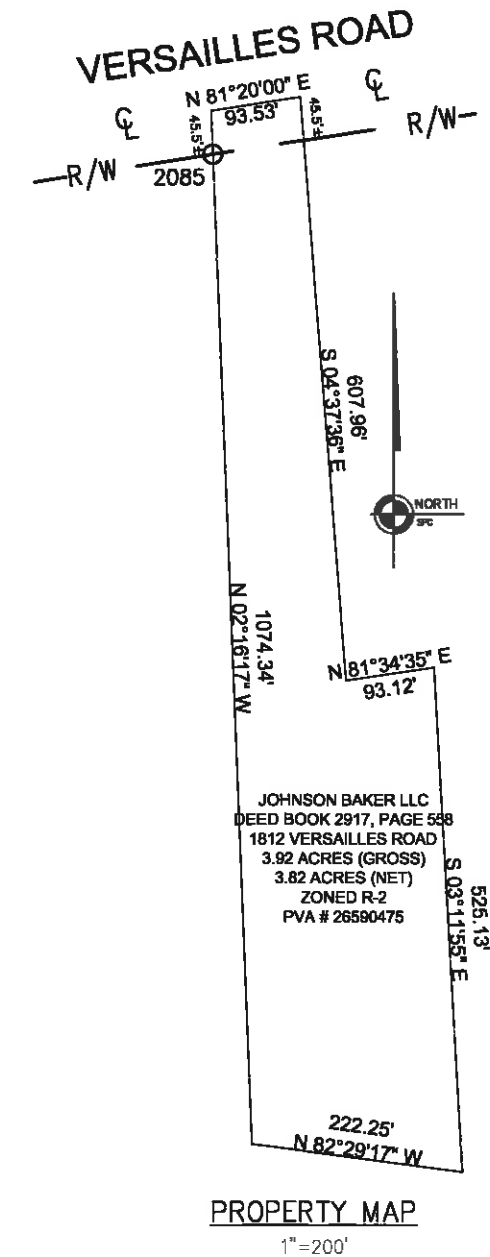 VERSAILLES ROAD
N 81°20'00" E
93.53'
45.5'±
45.5'±
℄
℄
R/W
R/W
2085
607.96'
S 04°37'36" E
NORTH
1074.34'
N 02°16'17" W
N 81°34'35" E
93.12'
JOHNSON BAKER LLC
DEED BOOK 2917, PAGE 558
1812 VERSAILLES ROAD
3.92 ACRES (GROSS)
3.82 ACRES (NET)
ZONED R-2
PVA # 26590475
525.13'
S 03°11'55" E
222.25'
N 82°29'17" W
PROPERTY MAP
1"=200'